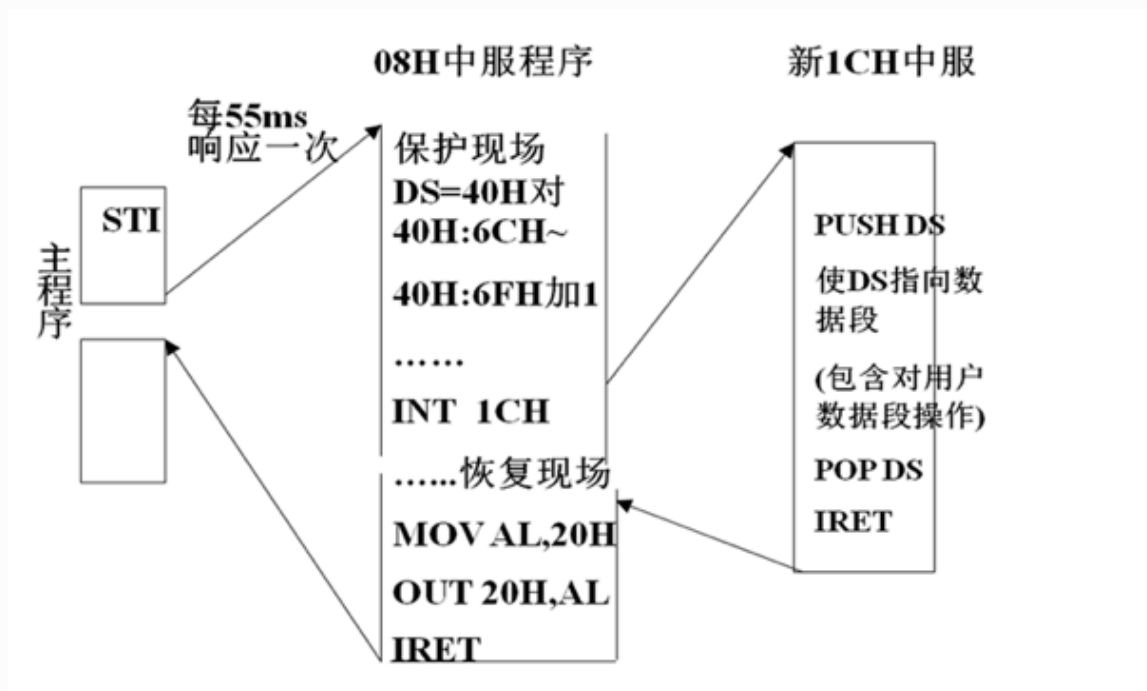 08H中服程序
新1CH中服
每55ms
响应一次
主程序
STI
保护现场
DS=40H对
40H:6CH~
40H:6FH加1
……
INT 1CH
……恢复现场
MOV AL,20H
OUT 20H,AL
IRET
PUSH DS
使DS指向数
据段
(包含对用户
数据段操作)
POP DS
IRET